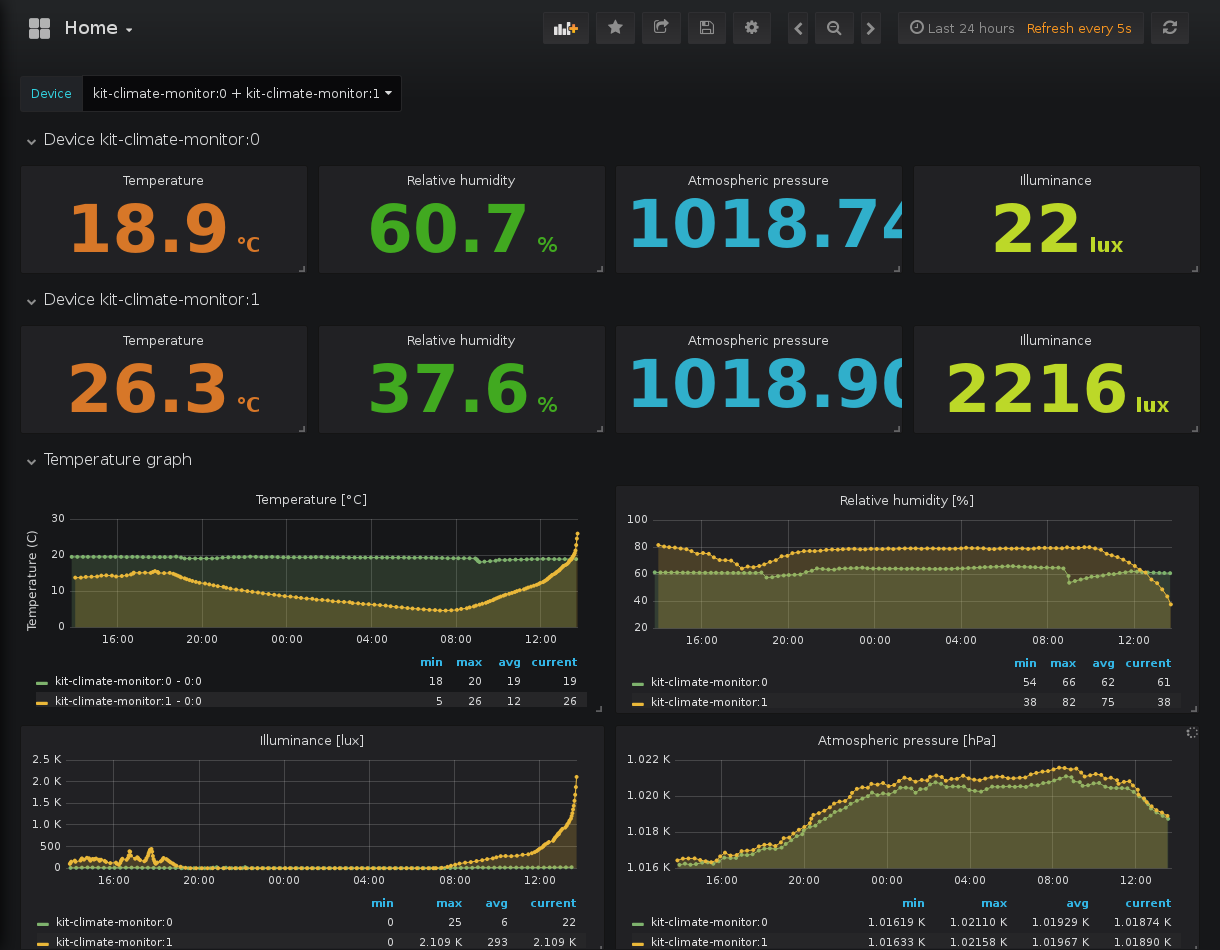 Home
Last 24 hours Refresh every 5s
Device kit-climate-monitor:0 + kit-climate-monitor:1
Device kit-climate-monitor:0
Temperature Relative humidity Atmospheric pressure Illuminance
18.9 °C 60.7 % 1018.74 22 lux
Device kit-climate-monitor:1
Temperature Relative humidity Atmospheric pressure Illuminance
26.3 °C 37.6 % 1018.90 2216 lux
Temperature graph
Temperature [°C]
Temperature (C)
30
20
10
0
16:00 20:00 00:00 04:00 08:00 12:00
min max avg current
kit-climate-monitor:0 - 0:0 18 20 19 19
kit-climate-monitor:1 - 0:0 5 26 12 26
Relative humidity [%]
100
80
60
40
20
16:00 20:00 00:00 04:00 08:00 12:00
min max avg current
kit-climate-monitor:0 54 66 62 61
kit-climate-monitor:1 38 82 75 38
Illuminance [lux]
2.5 K
2.0 K
1.5 K
1.0 K
500
0
16:00 20:00 00:00 04:00 08:00 12:00
min max avg current
kit-climate-monitor:0 0 25 6 22
kit-climate-monitor:1 0 2.109 K 293 2.109 K
Atmospheric pressure [hPa]
1.022 K
1.020 K
1.018 K
1.016 K
16:00 20:00 00:00 04:00 08:00 12:00
min max avg current
kit-climate-monitor:0 1.01619 K 1.02110 K 1.01929 K 1.01874 K
kit-climate-monitor:1 1.01633 K 1.02158 K 1.01967 K 1.01890 K